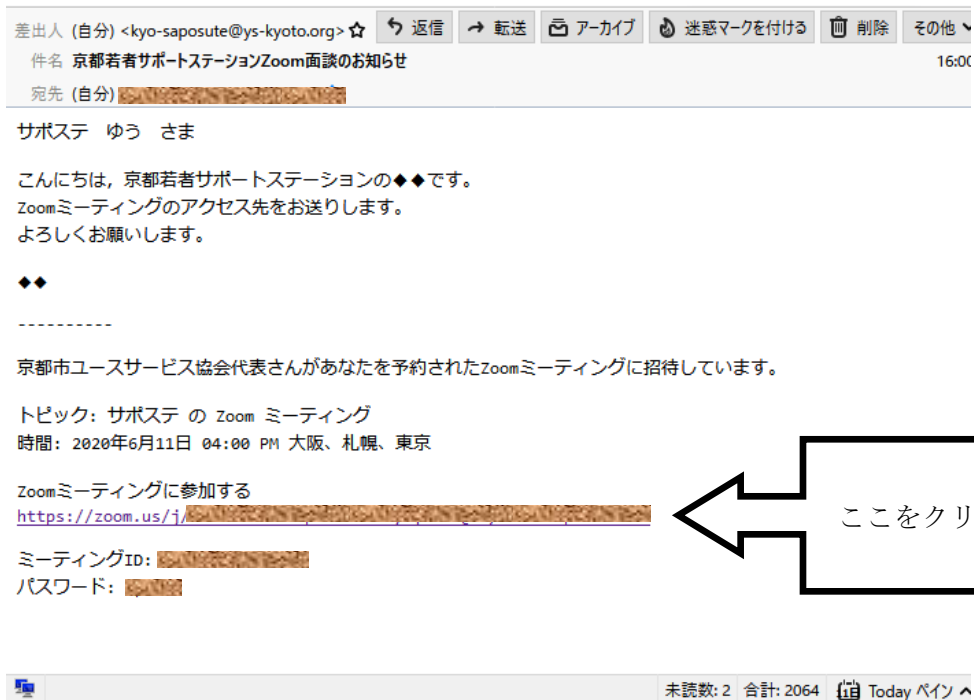 差出人 (自分) <kyo-saposute@ys-kyoto.org> 返信 転送 アーカイブ 迷惑マークを付ける 削除 その他
件名 京都若者サポートステーションZoom面談のお知らせ 16:00
宛先 (自分)
サポステ　ゆう　さま
こんにちは，京都若者サポートステーションの◆◆です。
Zoomミーティングのアクセス先をお送りします。
よろしくお願いします。
◆◆
----------
京都市ユースサービス協会代表さんがあなたを予約されたZoomミーティングに招待しています。
トピック: サポステ の Zoom ミーティング
時間: 2020年6月11日 04:00 PM 大阪、札幌、東京
Zoomミーティングに参加する
https://zoom.us/j/
ここをクリ
ミーティングID:
パスワード:
未読数: 2 合計: 2064 Today ペイン